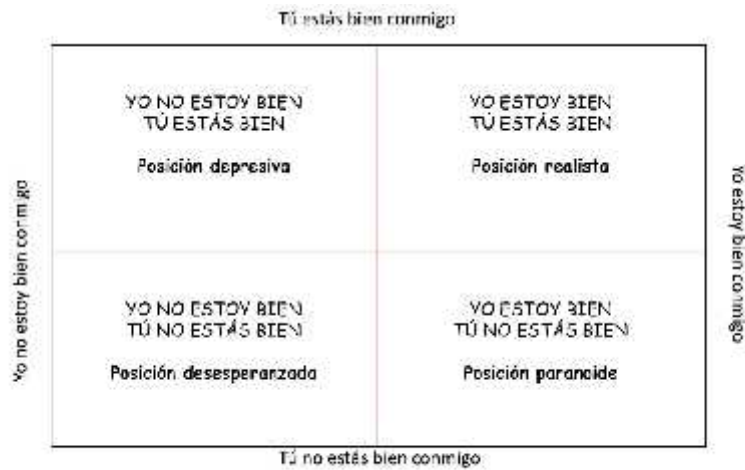 Tú estás bien conmigo
YO NO ESTOY BIEN
TÚ ESTÁS BIEN
Posición depresiva
YO ESTOY BIEN
TÚ ESTÁS BIEN
Posición realista
Yo no estoy bien conmigo
Yo estoy bien conmigo
YO NO ESTOY BIEN
TÚ NO ESTÁS BIEN
Posición desesperanzada
YO ESTOY BIEN
TÚ NO ESTÁS BIEN
Posición paranoide
Tú no estás bien conmigo